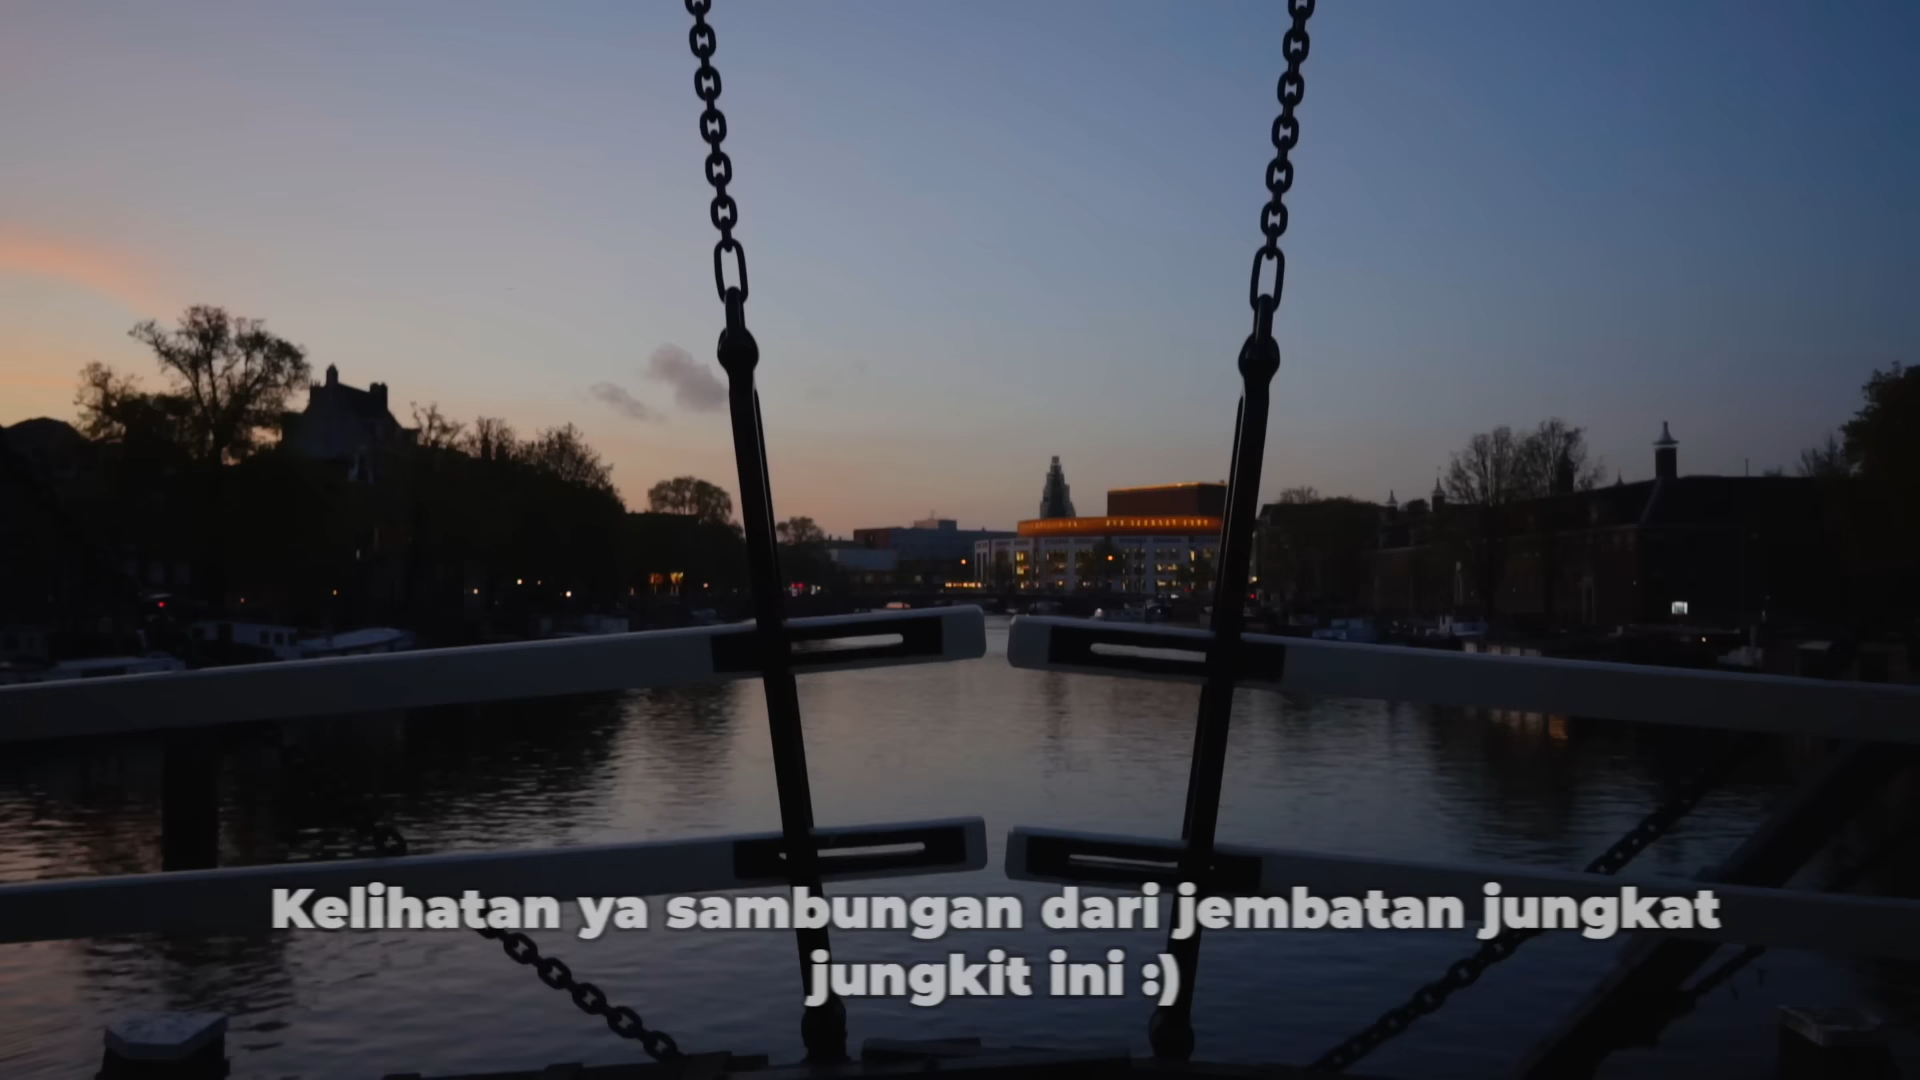 Kelihatan ya sambungan dari jembatan jungkat
jungkit ini :)